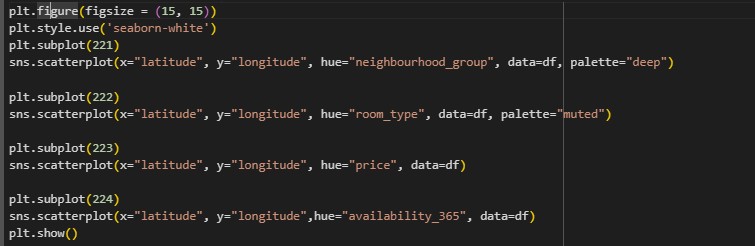 plt.figure(figsize = (15, 15))
plt.style.use('seaborn-white')
plt.subplot(221)
sns.scatterplot(x="latitude", y="longitude", hue="neighbourhood_group", data=df, palette="deep")
plt.subplot(222)
sns.scatterplot(x="latitude", y="longitude", hue="room_type", data=df, palette="muted")
plt.subplot(223)
sns.scatterplot(x="latitude", y="longitude", hue="price", data=df)
plt.subplot(224)
sns.scatterplot(x="latitude", y="longitude",hue="availability_365", data=df)
plt.show()